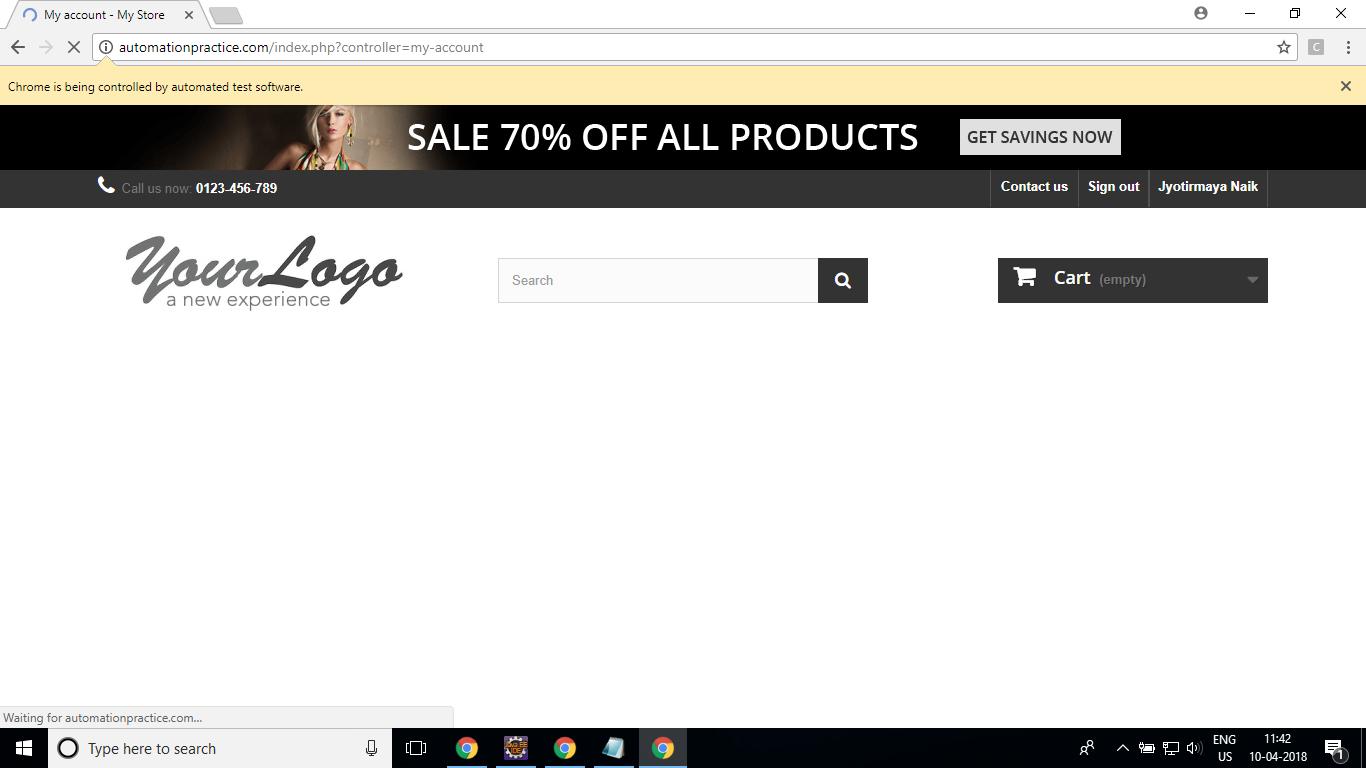 My account - My Store
automationpractice.com/index.php?controller=my-account
C
Chrome is being controlled by automated test software.
SALE 70% OFF ALL PRODUCTS GET SAVINGS NOW
Call us now: 0123-456-789 Contact us Sign out Jyotirmaya Naik
YourLogo
a new experience
Search
Cart (empty)
Waiting for automationpractice.com...
Type here to search
ENG
US
11:42
10-04-2018
1